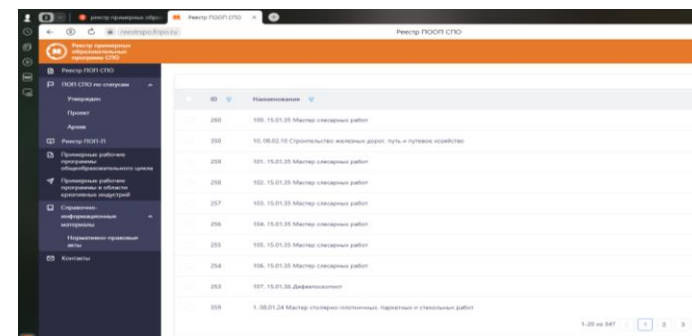 реестр примерных обра
Реестр ПООП СПО
reestrspo.firpo.ru
Реестр ПООП СПО
Реестр примерных
образовательных
программ СПО
Реестр ПОП СПО
ПОП СПО по статусам
Утвержден
Проект
Архив
Реестр ПОП-П
Примерные рабочие
программы
общеобразовательного цикла
Примерные рабочие
программы в области
креативных индустрий
Справочно-
информационные
материалы
Нормативно-правовые
акты
Контакты
ID Наименование
260 100. 15.01.35 Мастер слесарных работ
350 10. 08.02.10 Строительство железных дорог, путь и путевое хозяйство
259 101. 15.01.35 Мастер слесарных работ
258 102. 15.01.35 Мастер слесарных работ
257 103. 15.01.35 Мастер слесарных работ
256 104. 15.01.35 Мастер слесарных работ
255 105. 15.01.35 Мастер слесарных работ
254 106. 15.01.35 Мастер слесарных работ
253 107. 15.01.36 Дефектоскопист
359 1. 08.01.24 Мастер столярно-плотничных, паркетных и стекольных работ
1-20 из 547 1 2 3